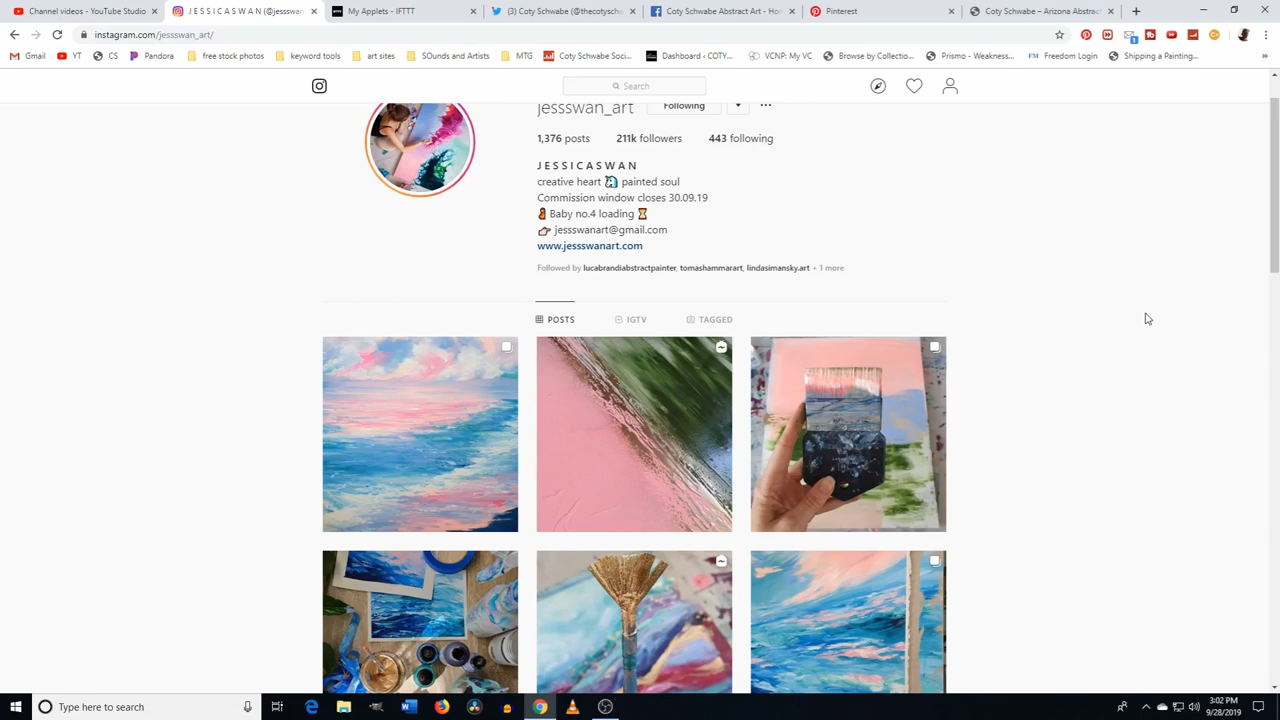 Channel videos - YouTube Studio
J E S S I C A S W A N (@jessswan
My Applets - IFTTT
(3) Coty Schwabe (@thecotysch
Coty Schwabe Abstract Art - Hom
Pinterest
Coty Schwabe – Arizona Abstract
instagram.com/jessswan_art/
Gmail
YT
CS
Pandora
free stock photos
keyword tools
art sites
SOunds and Artists
MTG
Coty Schwabe Soci...
Dashboard ‹ COTY...
VCNP: My VC
Browse by Collectio...
Prismo - Weakness...
Freedom Login
Shipping a Painting...
Search
jessswan_art Following
1,376 posts 211k followers 443 following
J E S S I C A S W A N
creative heart painted soul
Commission window closes 30.09.19
Baby no.4 loading
jessswanart@gmail.com
www.jessswanart.com
Followed by lucabrandiabstractpainter, tomashammarart, lindasimansky.art + 1 more
POSTS IGTV TAGGED
Type here to search
3:02 PM
9/28/2019